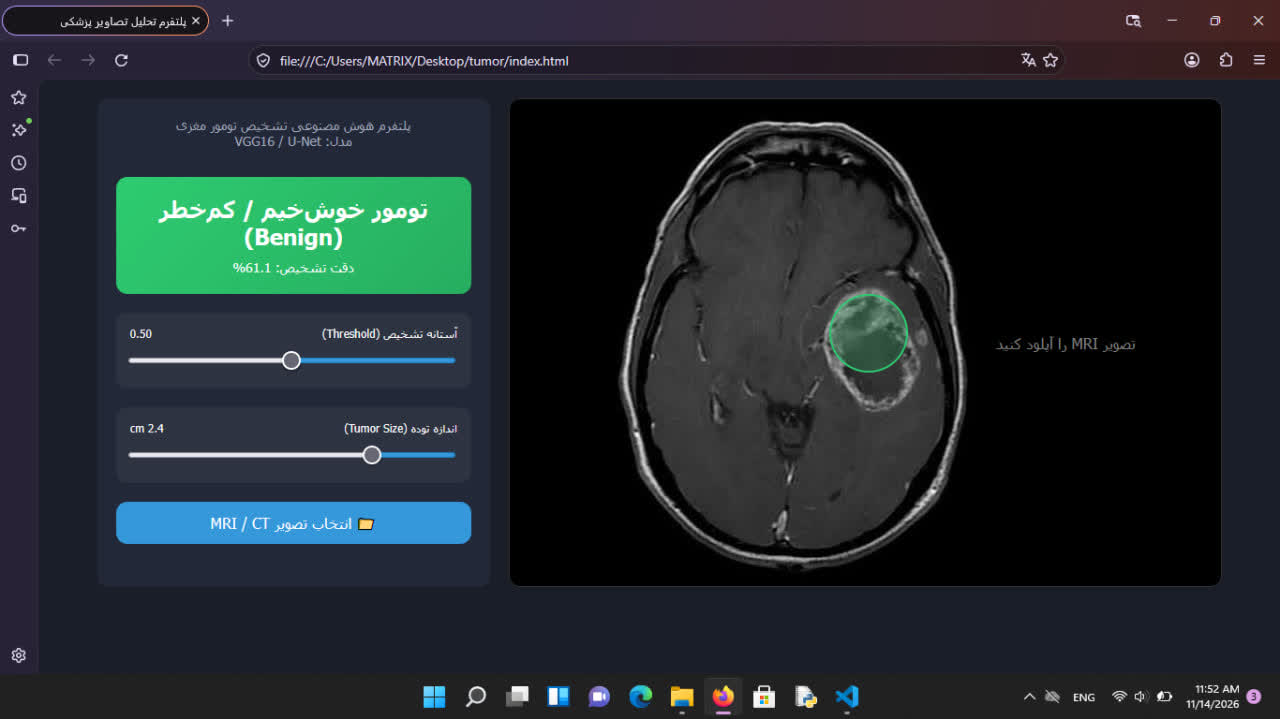 پلتفرم تحلیل تصاویر پزشکی
file:///C:/Users/MATRIX/Desktop/tumor/index.html
پلتفرم هوش مصنوعی تشخیص تومور مغزی
مدل: VGG16 / U-Net
تومور خوش‌خیم / کم‌خطر
(Benign)
دقت تشخیص: 61.1%
آستانه تشخیص (Threshold)
0.50
اندازه توده (Tumor Size)
2.4 cm
انتخاب تصویر MRI / CT
تصویر MRI را آپلود کنید
ENG
11:52 AM
11/14/2026
3